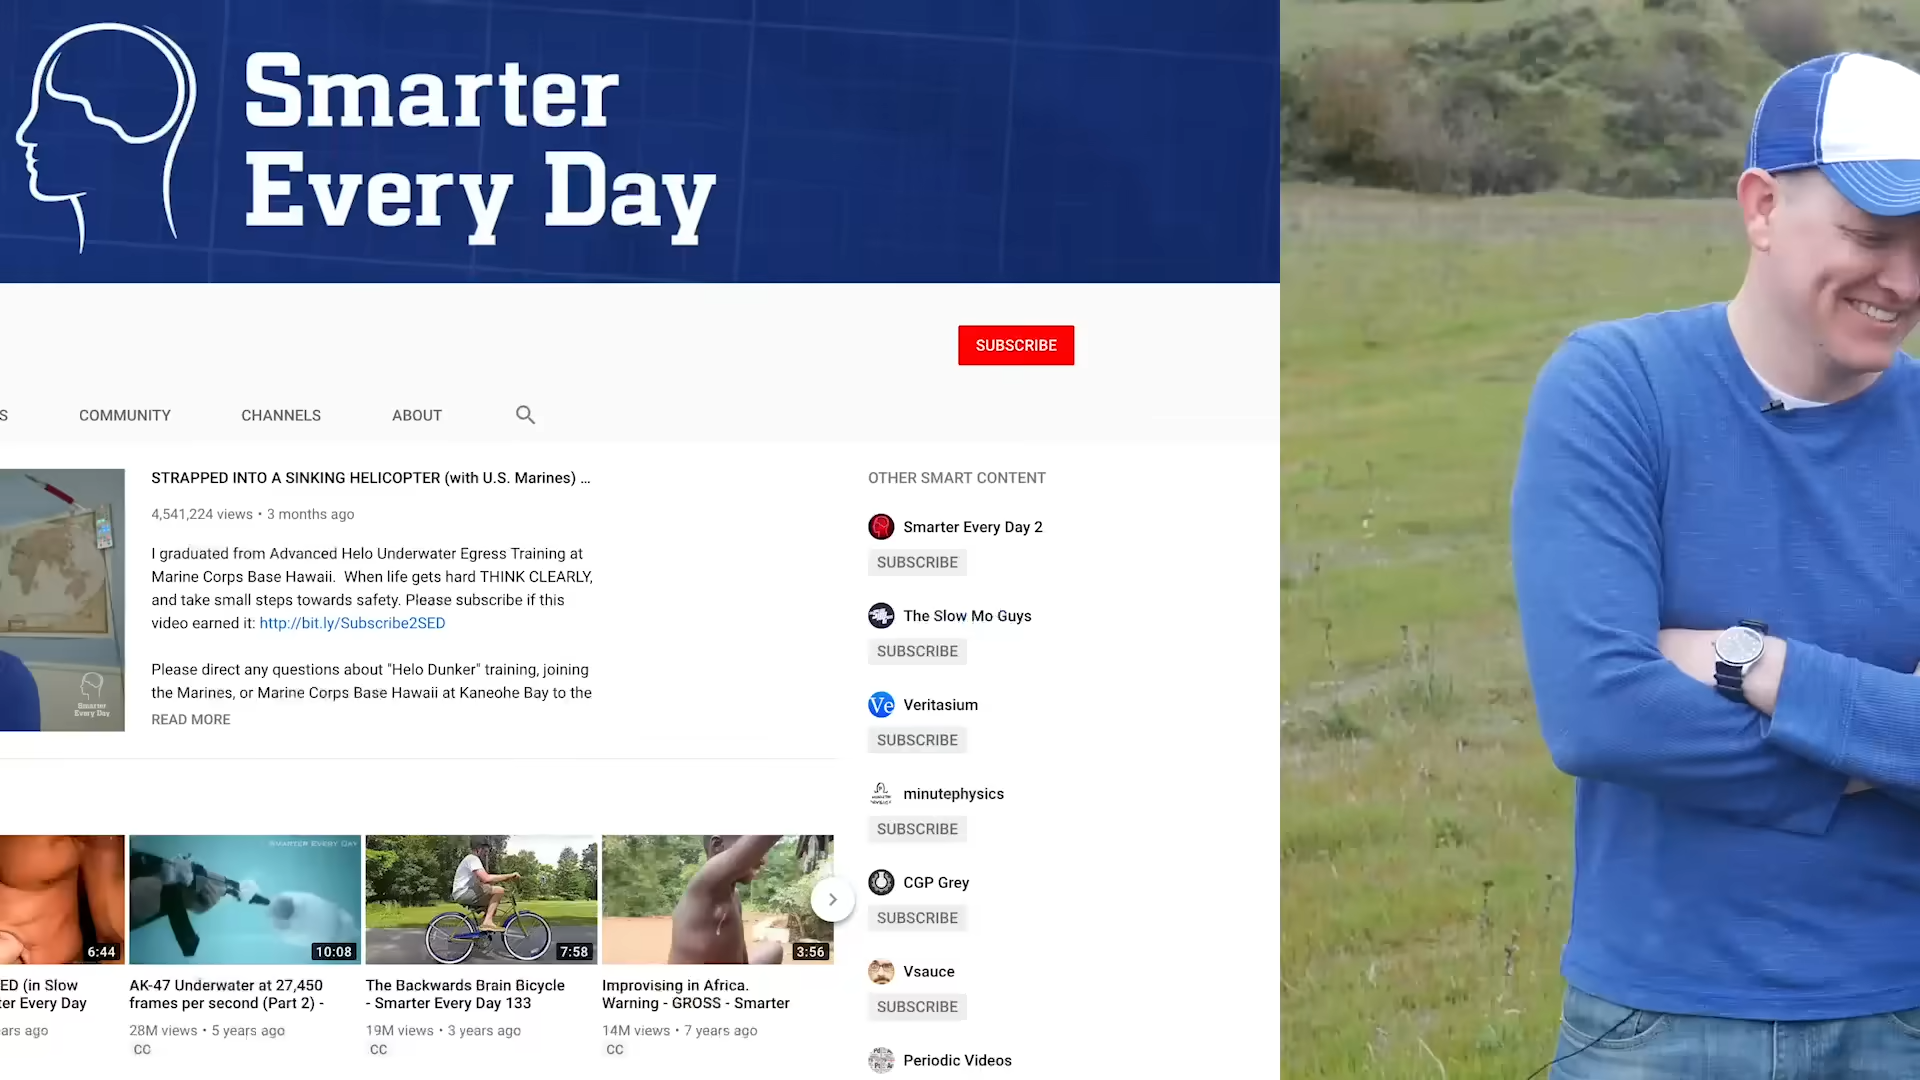 Smarter
Every Day
SUBSCRIBE
S
COMMUNITY
CHANNELS
ABOUT
STRAPPED INTO A SINKING HELICOPTER (with U.S. Marines) ...
4,541,224 views • 3 months ago
I graduated from Advanced Helo Underwater Egress Training at
Marine Corps Base Hawaii. When life gets hard THINK CLEARLY,
and take small steps towards safety. Please subscribe if this
video earned it: http://bit.ly/Subscribe2SED
Please direct any questions about "Helo Dunker" training, joining
the Marines, or Marine Corps Base Hawaii at Kaneohe Bay to the
READ MORE
Smarter
Every Day
OTHER SMART CONTENT
Smarter Every Day 2
SUBSCRIBE
The Slow Mo Guys
SUBSCRIBE
Ve
Veritasium
SUBSCRIBE
minutephysics
SUBSCRIBE
CGP Grey
SUBSCRIBE
Vsauce
SUBSCRIBE
Periodic Videos
6:44
ED (in Slow
ter Every Day
ars ago
SMARTER EVERY DAY
10:08
AK-47 Underwater at 27,450
frames per second (Part 2) -
28M views • 5 years ago
CC
7:58
The Backwards Brain Bicycle
- Smarter Every Day 133
19M views • 3 years ago
CC
3:56
Improvising in Africa.
Warning - GROSS - Smarter
14M views • 7 years ago
CC